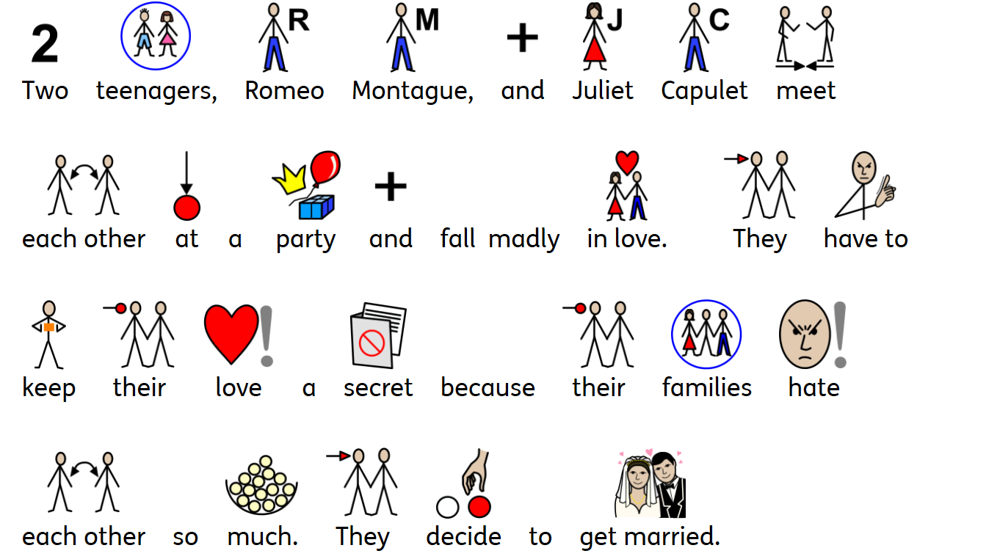 2 R M + J C
Two teenagers, Romeo Montague, and Juliet Capulet meet
+
each other at a party and fall madly in love. They have to
! !
keep their love a secret because their families hate
each other so much. They decide to get married.